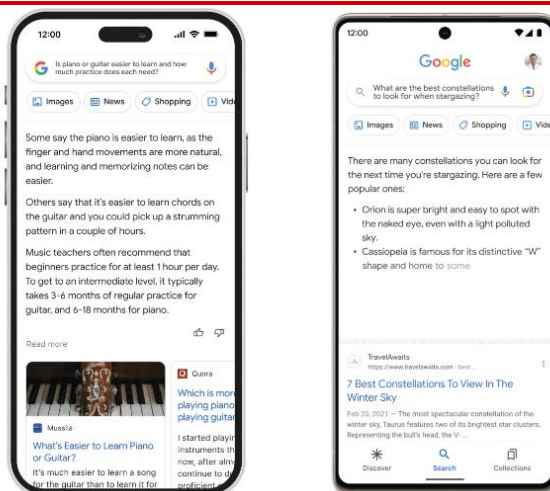 12:00
Is piano or guitar easier to learn and how
much practice does each need?
Images
News
Shopping
Vide
Some say the piano is easier to learn, as the
finger and hand movements are more natural,
and learning and memorizing notes can be
easier.
Others say that it's easier to learn chords on
the guitar and you could pick up a strumming
pattern in a couple of hours.
Music teachers often recommend that
beginners practice for at least 1 hour per day.
To get to an intermediate level, it typically
takes 3-6 months of regular practice for
guitar, and 6-18 months for piano.
Read more
Mussila
What's Easier to Learn Piano
or Guitar?
It's much easier to learn a song
for the guitar than to learn it for
Quora
Which is mor
playing piano
playing guitar
I started playin
instruments th
now, after almo
continue to d
proficient
12:00
Google
What are the best constellations
to look for when stargazing?
Images
News
Shopping
Vide
There are many constellations you can look for
the next time you're stargazing. Here are a few
popular ones:
• Orion is super bright and easy to spot with
the naked eye, even with a light polluted
sky.
• Cassiopeia is famous for its distinctive "W"
shape and home to some
TravelAwaits
https://www.travelawaits.com › best...
7 Best Constellations To View In The
Winter Sky
Feb 23, 2021 — The most spectacular constellation of the
winter sky, Taurus features two of its brightest star clusters.
Representing the bull's head, the V-...
Discover
Search
Collections